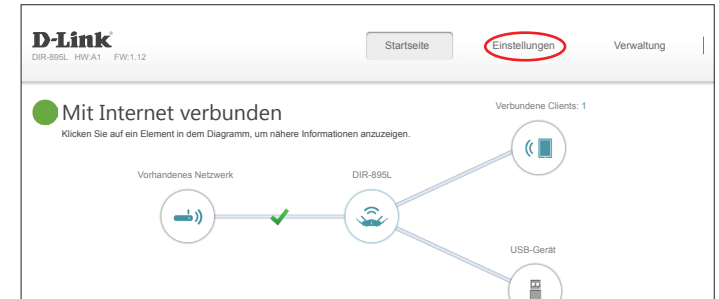 D-Link
DIR-895L HW:A1 FW:1.12
Startseite
Einstellungen
Verwaltung
Mit Internet verbunden
Klicken Sie auf ein Element in dem Diagramm, um nähere Informationen anzuzeigen.
Verbundene Clients: 1
Vorhandenes Netzwerk
DIR-895L
USB-Gerät